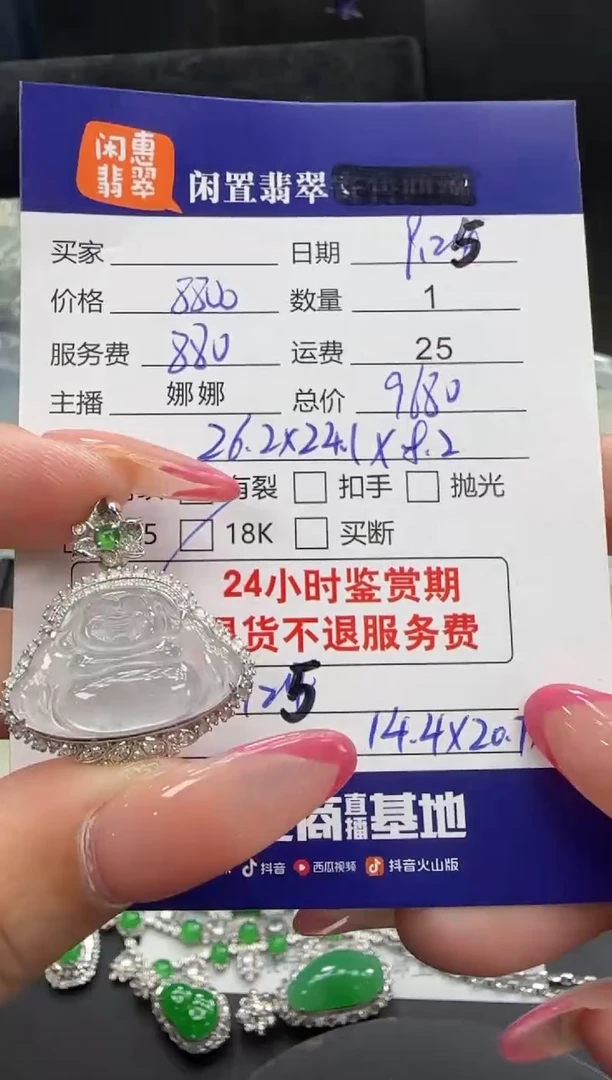 闲惠
翡翠
闲置翡翠
买家
日期
价格 8800 数量 1
服务费 880 运费 25
主播 娜娜 总价 9680
26.2X24.1X8.2
有裂 扣手 抛光
5 18K 买断
24小时鉴赏期
退货不退服务费
14.4X20.
商直播基地
抖音 西瓜视频 抖音火山版